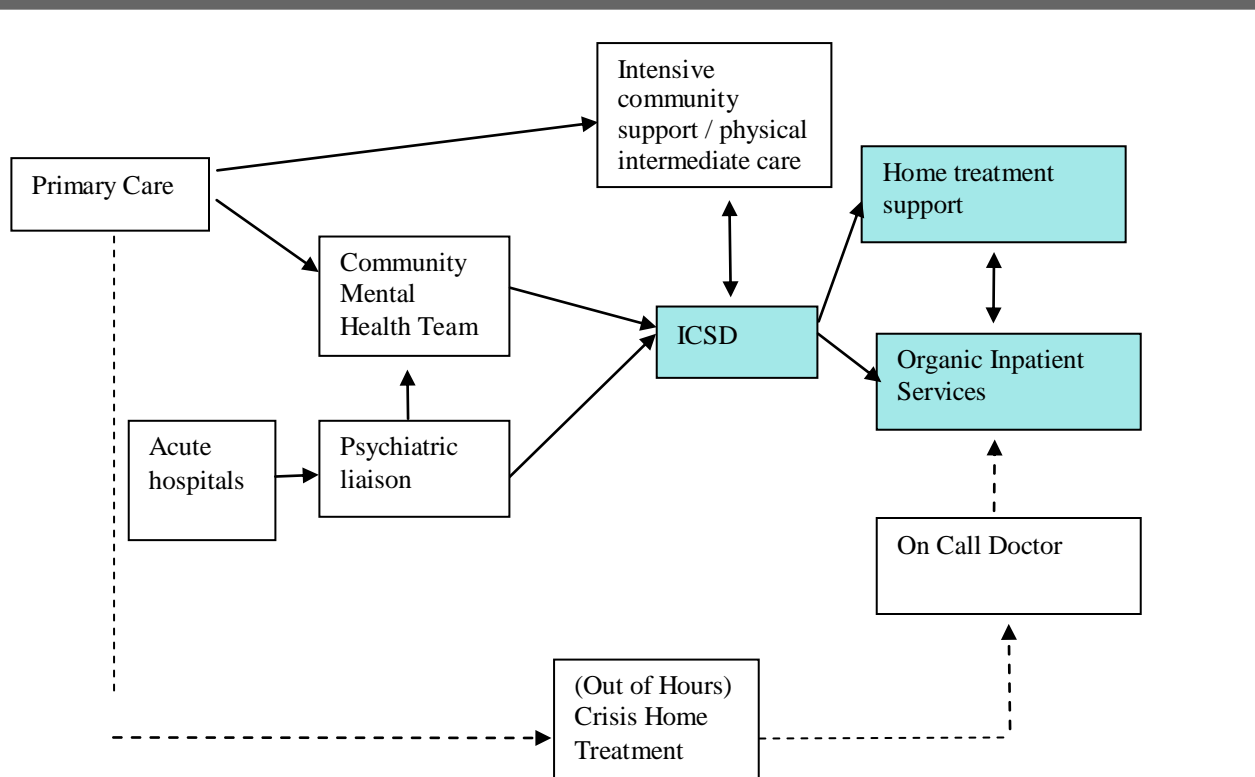 Intensive
community
support / physical
intermediate care
Primary Care
Home treatment
support
Community
Mental
Health Team
ICSD
Organic Inpatient
Services
Acute
hospitals
Psychiatric
liaison
On Call Doctor
(Out of Hours)
Crisis Home
Treatment